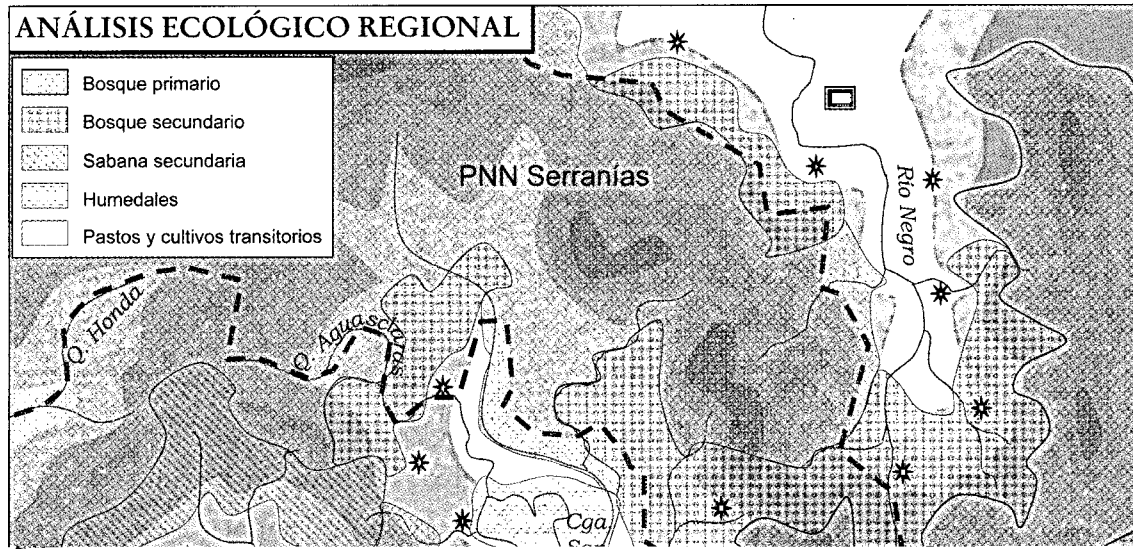 ANÁLISIS ECOLÓGICO REGIONAL
Bosque primario
Bosque secundario
Sabana secundaria
Humedales
Pastos y cultivos transitorios
PNN Serranías
Río Negro
Q. Honda
Q. Aguasclaras
Cga.